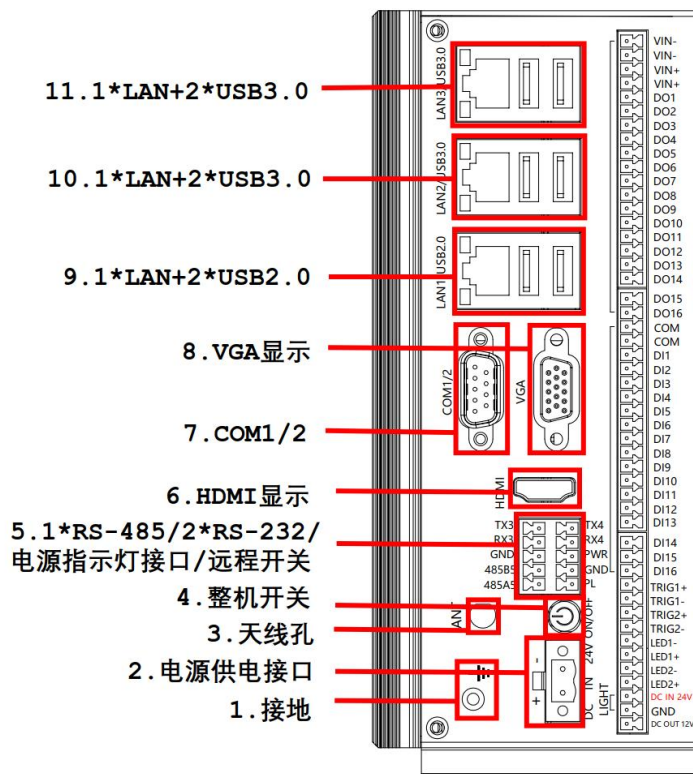 11.1*LAN+2*USB3.0
10.1*LAN+2*USB3.0
9.1*LAN+2*USB2.0
8.VGA显示
7.COM1/2
6.HDMI显示
5.1*RS-485/2*RS-232/
电源指示灯接口/远程开关
4.整机开关
3.天线孔
2.电源供电接口
1.接地
LAN3/USB3.0
LAN2/USB3.0
LAN1/USB2.0
COM1/2
VGA
HDMI
TX3 TX4
RX3 RX4
GND PWR
485B5 GND
485A5 PL
ANT
ON/OFF
DC IN 24V
-
+
LIGHT
VIN-
VIN-
VIN+
VIN+
DO1
DO2
DO3
DO4
DO5
DO6
DO7
DO8
DO9
DO10
DO11
DO12
DO13
DO14
DO15
DO16
COM
COM
DI1
DI2
DI3
DI4
DI5
DI6
DI7
DI8
DI9
DI10
DI11
DI12
DI13
DI14
DI15
DI16
TRIG1+
TRIG1-
TRIG2+
TRIG2-
LED1-
LED1+
LED2-
LED2+
DC IN 24V
GND
DC OUT 12V